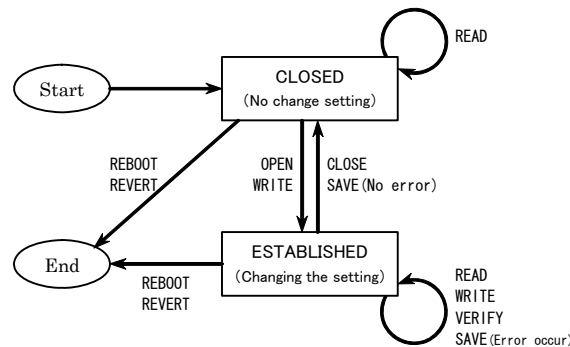 READ
Start
CLOSED
(No change setting)
REBOOT
REVERT
OPEN
WRITE
CLOSE
SAVE(No error)
End
ESTABLISHED
(Changing the setting)
REBOOT
REVERT
READ
WRITE
VERIFY
SAVE(Error occur)